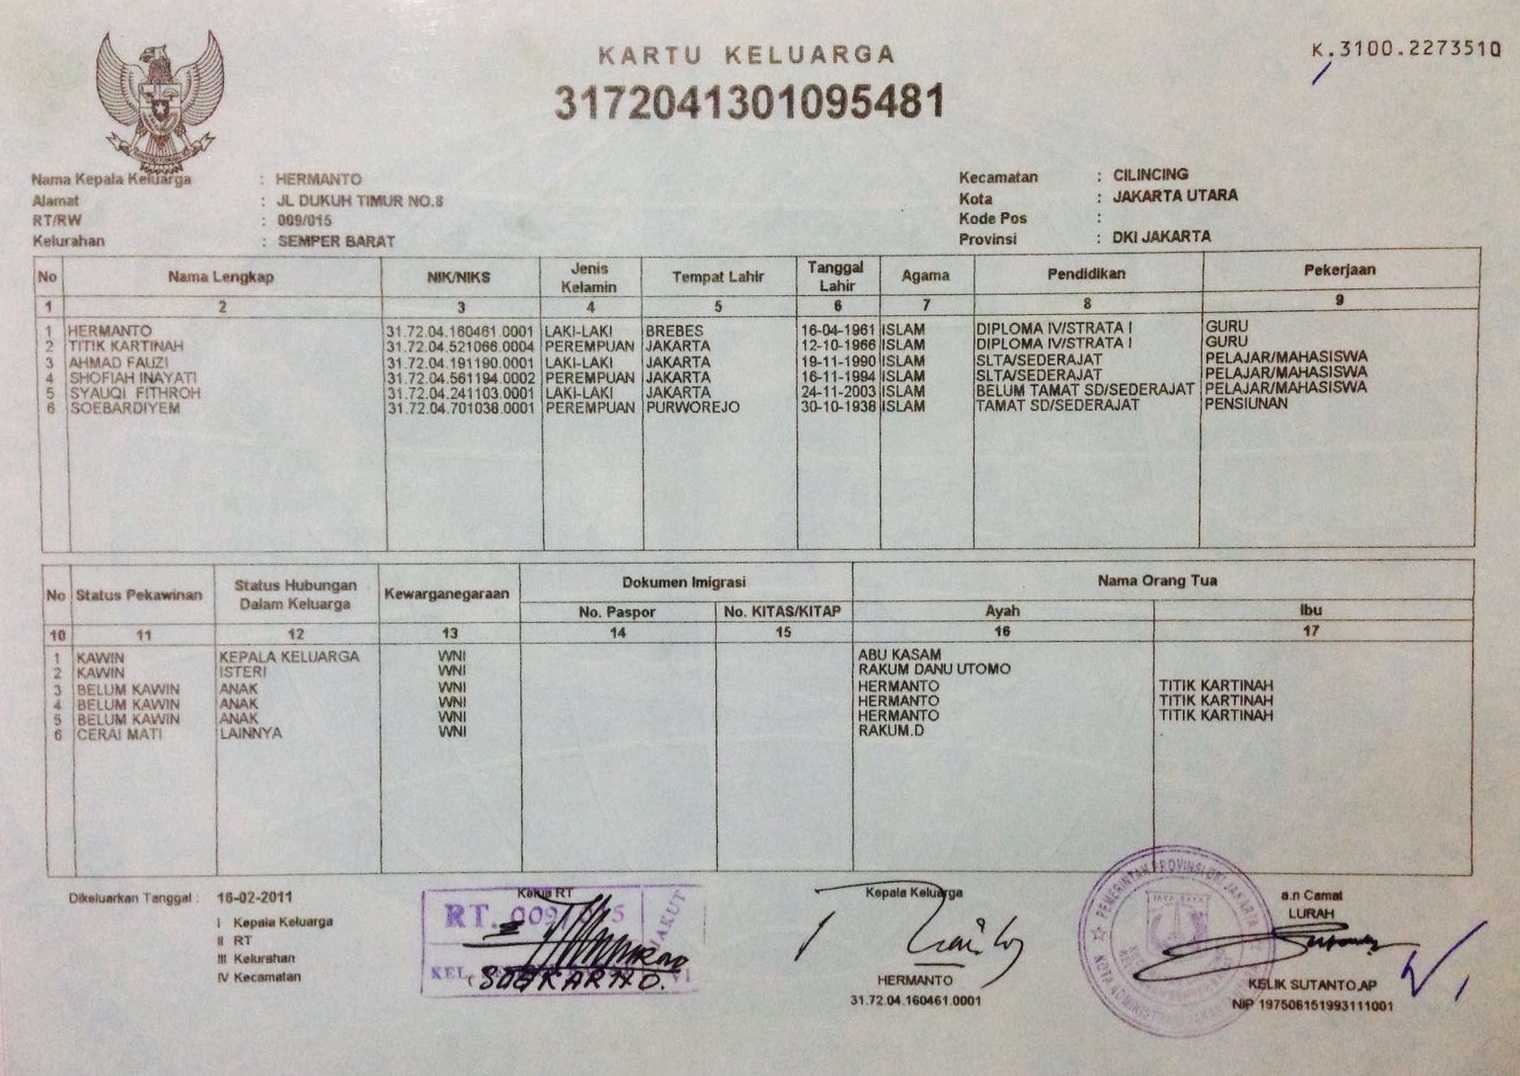 KARTU KELUARGA
K.3100.2273510
3172041301095481
Nama Kepala Keluarga : HERMANTO
Alamat : JL DUKUH TIMUR NO.8
RT/RW : 009/015
Kelurahan : SEMPER BARAT
Kecamatan : CILINCING
Kota : JAKARTA UTARA
Kode Pos :
Provinsi : DKI JAKARTA
No Nama Lengkap NIK/NIKS Jenis Kelamin Tempat Lahir Tanggal Lahir Agama Pendidikan Pekerjaan
1 2 3 4 5 6 7 8 9
1 HERMANTO 31.72.04.160461.0001 LAKI-LAKI BREBES 16-04-1961 ISLAM DIPLOMA IV/STRATA I GURU
2 TITIK KARTINAH 31.72.04.521066.0004 PEREMPUAN JAKARTA 12-10-1966 ISLAM DIPLOMA IV/STRATA I GURU
3 AHMAD FAUZI 31.72.04.191190.0001 LAKI-LAKI JAKARTA 19-11-1990 ISLAM SLTA/SEDERAJAT PELAJAR/MAHASISWA
4 SHOFIAH INAYATI 31.72.04.561194.0002 PEREMPUAN JAKARTA 16-11-1994 ISLAM SLTA/SEDERAJAT PELAJAR/MAHASISWA
5 SYAUQI FITHROH 31.72.04.241103.0001 LAKI-LAKI JAKARTA 24-11-2003 ISLAM BELUM TAMAT SD/SEDERAJAT PELAJAR/MAHASISWA
6 SOEBARDIYEM 31.72.04.701038.0001 PEREMPUAN PURWOREJO 30-10-1938 ISLAM TAMAT SD/SEDERAJAT PENSIUNAN
No Status Pekawinan Status Hubungan Dalam Keluarga Kewarganegaraan Dokumen Imigrasi Nama Orang Tua
No. Paspor No. KITAS/KITAP Ayah Ibu
10 11 12 13 14 15 16 17
1 KAWIN KEPALA KELUARGA WNI ABU KASAM
2 KAWIN ISTERI WNI RAKUM DANU UTOMO
3 BELUM KAWIN ANAK WNI HERMANTO TITIK KARTINAH
4 BELUM KAWIN ANAK WNI HERMANTO TITIK KARTINAH
5 BELUM KAWIN ANAK WNI HERMANTO TITIK KARTINAH
6 CERAI MATI LAINNYA WNI RAKUM.D
Dikeluarkan Tanggal : 16-02-2011
I Kepala Keluarga
II RT
III Kelurahan
IV Kecamatan
Ketua RT
RT. 009
JAKUT
KEL.
SOEKARNO.
Kepala Keluarga
HERMANTO
31.72.04.160461.0001
PEMERINTAH PROVINSI DKI JAKARTA
JAYA RAYA
a.n Camat
LURAH
KELIK SUTANTO,AP
NIP 197506151993111001